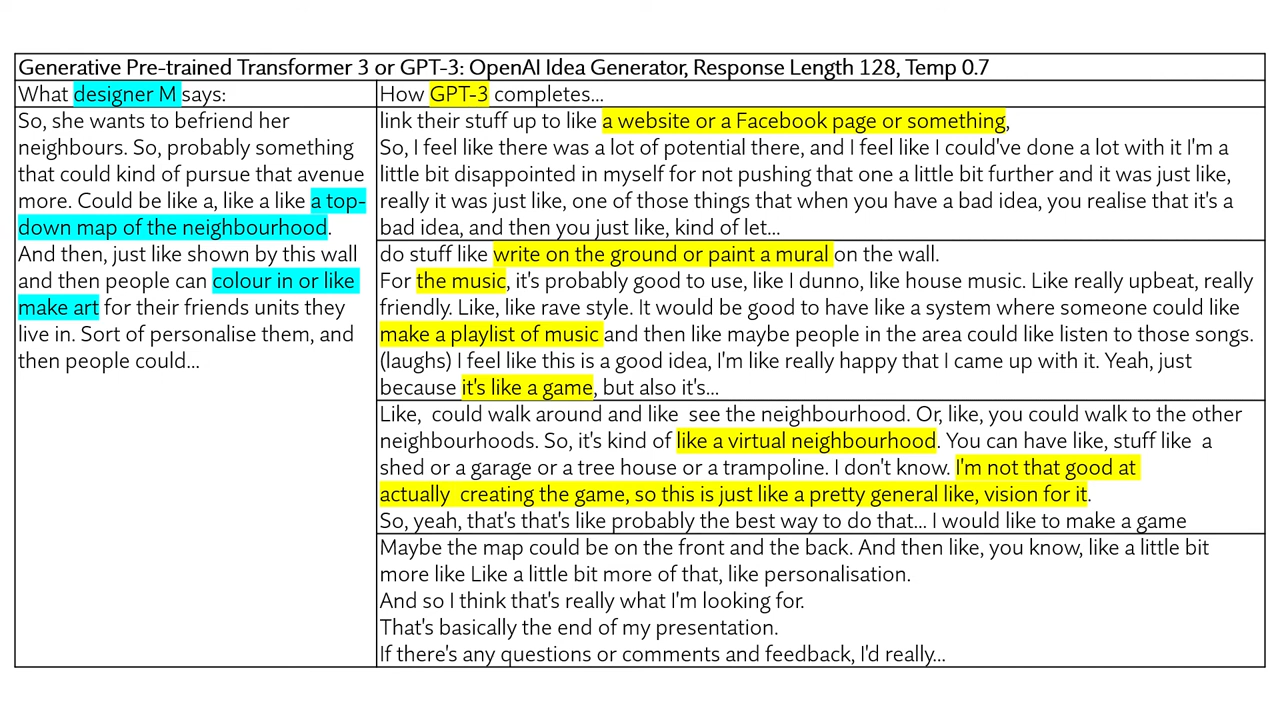 Generative Pre-trained Transformer 3 or GPT-3: OpenAI Idea Generator, Response Length 128, Temp 0.7
What designer M says:
How GPT-3 completes...
So, she wants to befriend her
neighbours. So, probably something
that could kind of pursue that avenue
more. Could be like a, like a like a top-
down map of the neighbourhood.
And then, just like shown by this wall
and then people can colour in or like
make art for their friends units they
live in. Sort of personalise them, and
then people could...
link their stuff up to like a website or a Facebook page or something,
So, I feel like there was a lot of potential there, and I feel like I could've done a lot with it I'm a
little bit disappointed in myself for not pushing that one a little bit further and it was just like,
really it was just like, one of those things that when you have a bad idea, you realise that it's a
bad idea, and then you just like, kind of let...
do stuff like write on the ground or paint a mural on the wall.
For the music, it's probably good to use, like I dunno, like house music. Like really upbeat, really
friendly. Like, like rave style. It would be good to have like a system where someone could like
make a playlist of music and then like maybe people in the area could like listen to those songs.
(laughs) I feel like this is a good idea, I'm like really happy that I came up with it. Yeah, just
because it's like a game, but also it's...
Like, could walk around and like see the neighbourhood. Or, like, you could walk to the other
neighbourhoods. So, it's kind of like a virtual neighbourhood. You can have like, stuff like a
shed or a garage or a tree house or a trampoline. I don't know. I'm not that good at
actually creating the game, so this is just like a pretty general like, vision for it.
So, yeah, that's that's like probably the best way to do that... I would like to make a game
Maybe the map could be on the front and the back. And then like, you know, like a little bit
more like Like a little bit more of that, like personalisation.
And so I think that's really what I'm looking for.
That's basically the end of my presentation.
If there's any questions or comments and feedback, I'd really...